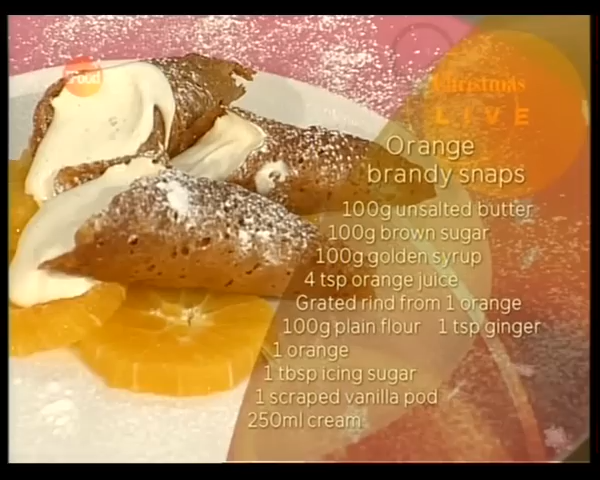 Food
Christmas
LIVE
Orange
brandy snaps
100g unsalted butter
100g brown sugar
100g golden syrup
4 tsp orange juice
Grated rind from 1 orange
100g plain flour 1 tsp ginger
1 orange
1 tbsp icing sugar
1 scraped vanilla pod
250ml cream